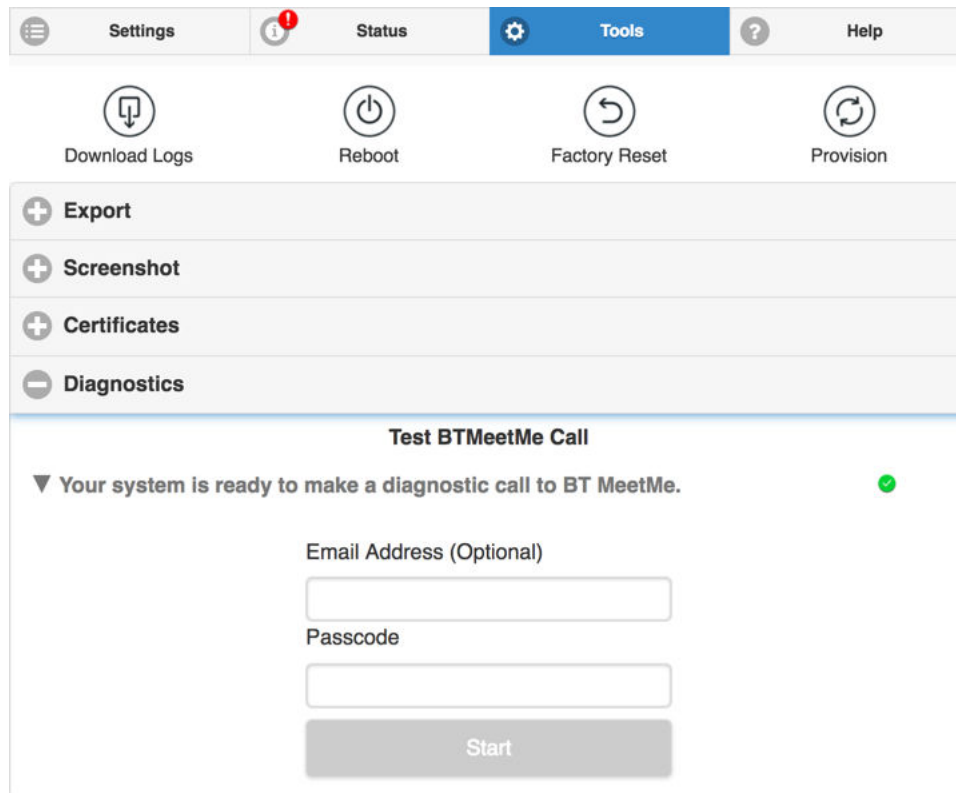 Settings Status Tools Help
Download Logs Reboot Factory Reset Provision
Export
Screenshot
Certificates
Diagnostics
Test BTMeetMe Call
Your system is ready to make a diagnostic call to BT MeetMe.
Email Address (Optional)
Passcode
Start